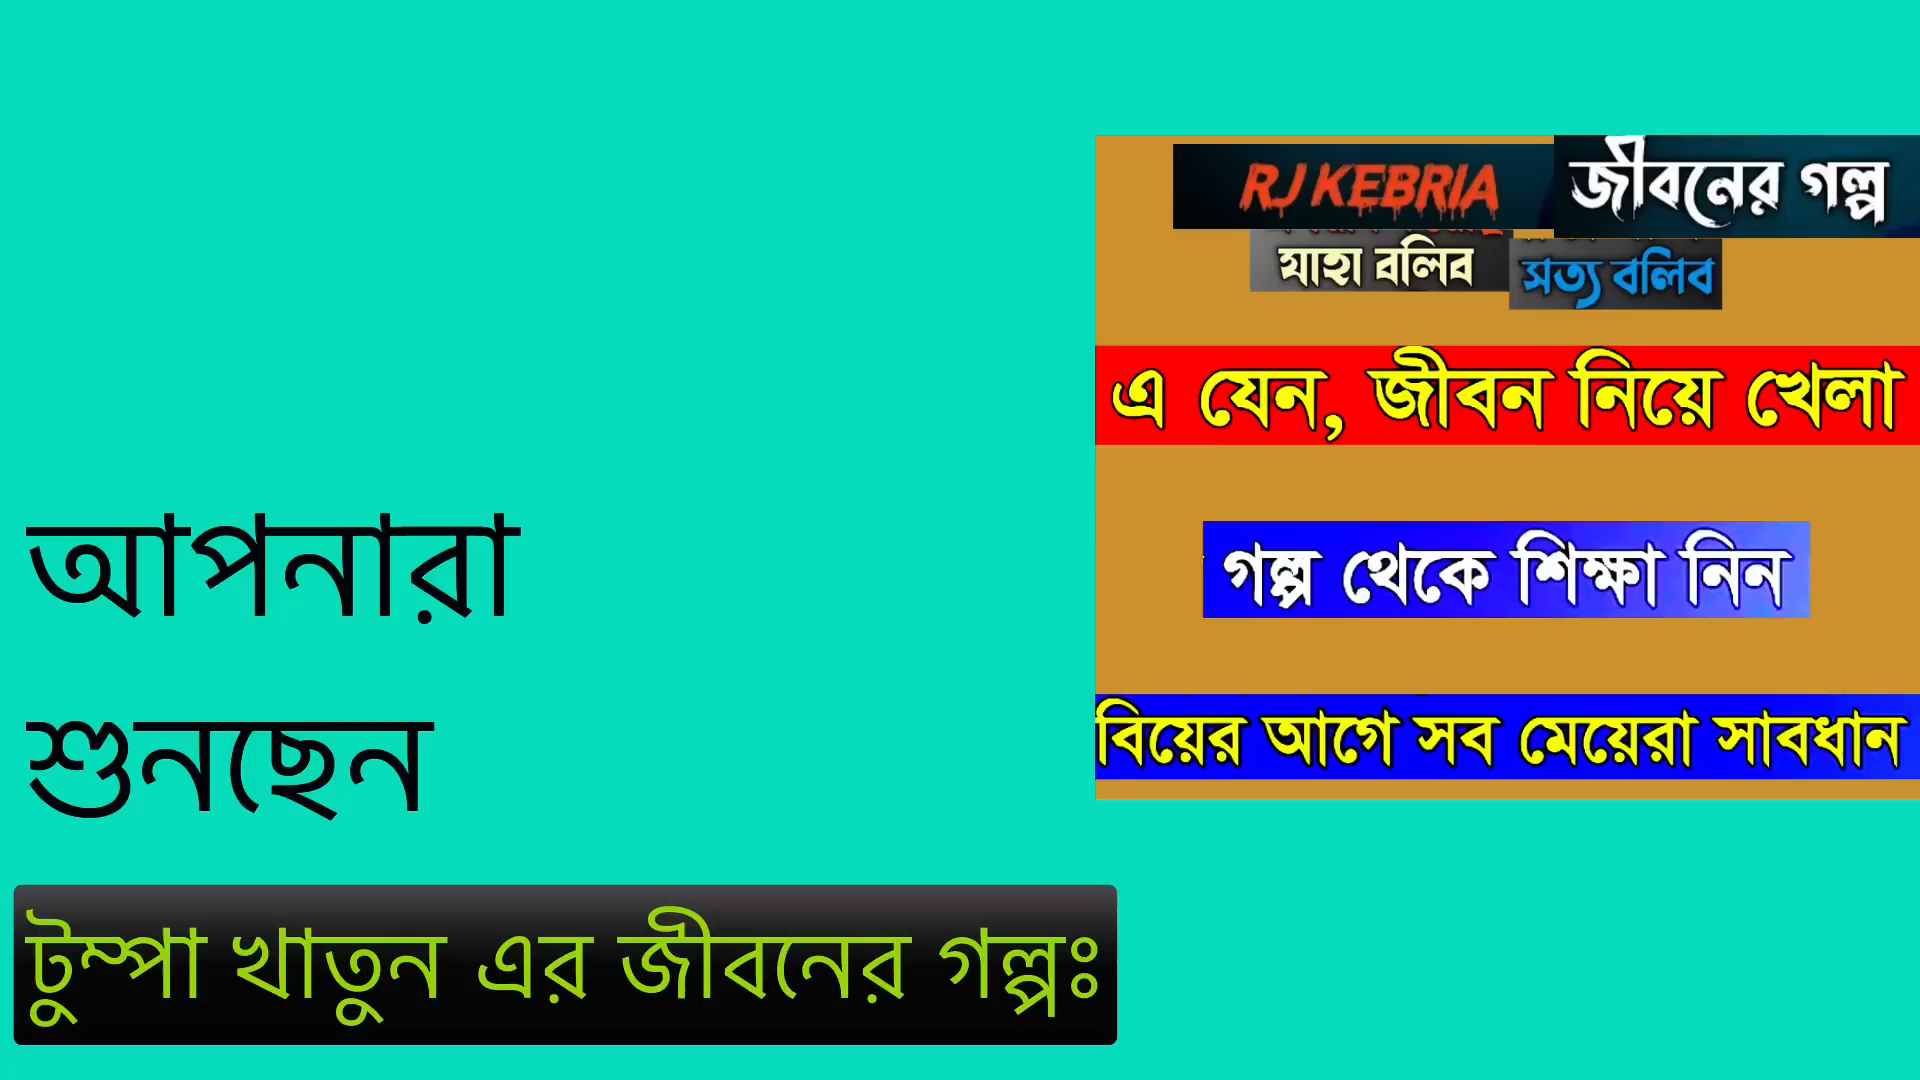 RJ KEBRIA জীবনের গল্প
যাহা বলিব সত্য বলিব
এ যেন, জীবন নিয়ে খেলা
গল্প থেকে শিক্ষা নিন
বিয়ের আগে সব মেয়েরা সাবধান
আপনারা
শুনছেন
টুম্পা খাতুন এর জীবনের গল্পঃ